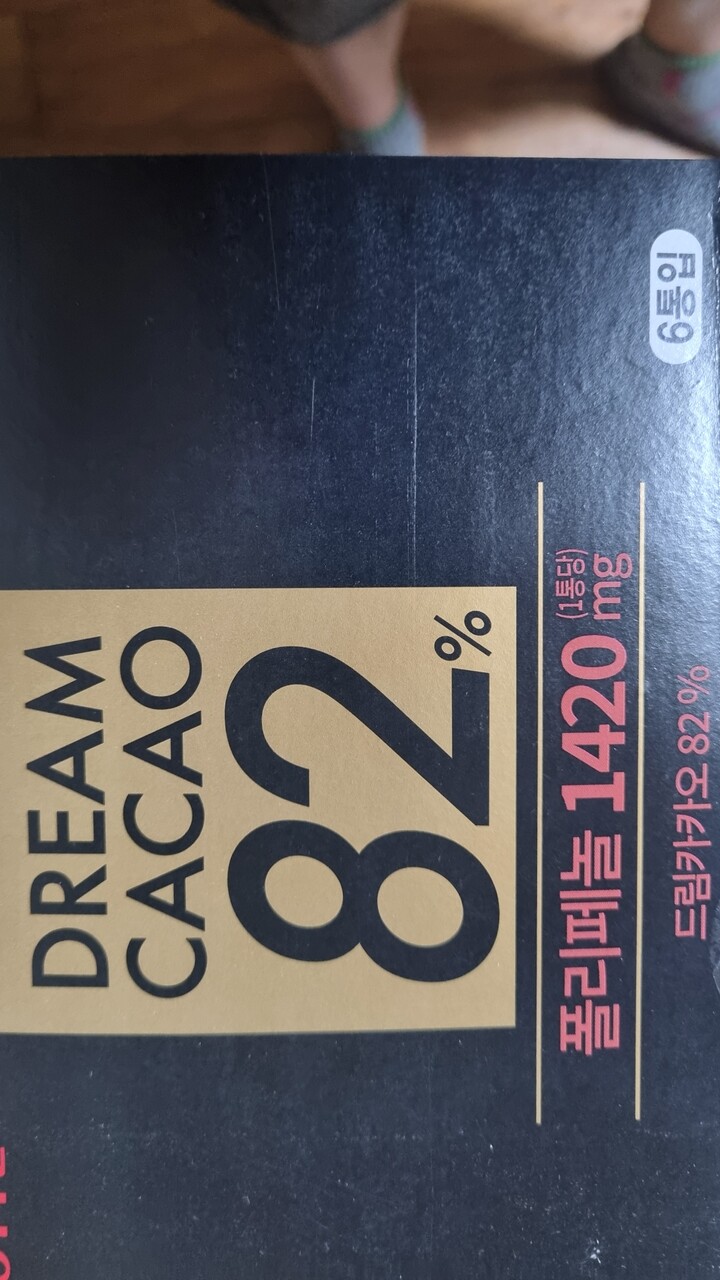 DREAM
CACAO
82%
폴리페놀 1420 mg (1통당)
드림카카오 82 %
6통입